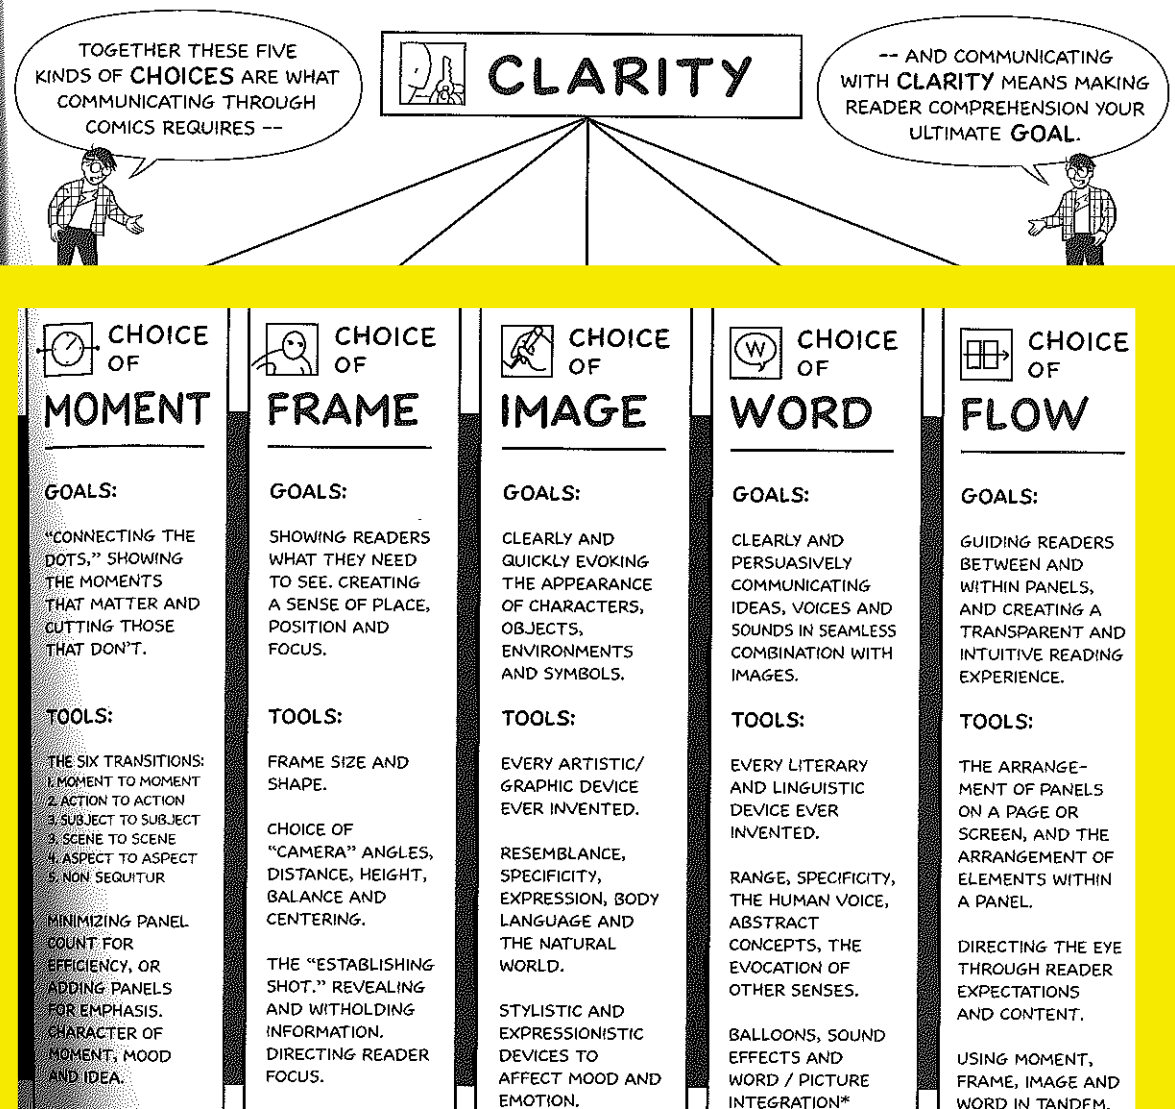 TOGETHER THESE FIVE
KINDS OF CHOICES ARE WHAT
COMMUNICATING THROUGH
COMICS REQUIRES --
CLARITY
-- AND COMMUNICATING
WITH CLARITY MEANS MAKING
READER COMPREHENSION YOUR
ULTIMATE GOAL.
CHOICE
OF
MOMENT
GOALS:
"CONNECTING THE
DOTS," SHOWING
THE MOMENTS
THAT MATTER AND
CUTTING THOSE
THAT DON'T.
TOOLS:
THE SIX TRANSITIONS:
1. MOMENT TO MOMENT
2. ACTION TO ACTION
3. SUBJECT TO SUBJECT
3. SCENE TO SCENE
4. ASPECT TO ASPECT
5. NON SEQUITUR
MINIMIZING PANEL
COUNT FOR
EFFICIENCY, OR
ADDING PANELS
FOR EMPHASIS.
CHARACTER OF
MOMENT, MOOD
AND IDEA.
CHOICE
OF
FRAME
GOALS:
SHOWING READERS
WHAT THEY NEED
TO SEE. CREATING
A SENSE OF PLACE,
POSITION AND
FOCUS.
TOOLS:
FRAME SIZE AND
SHAPE.
CHOICE OF
"CAMERA" ANGLES,
DISTANCE, HEIGHT,
BALANCE AND
CENTERING.
THE "ESTABLISHING
SHOT." REVEALING
AND WITHOLDING
INFORMATION.
DIRECTING READER
FOCUS.
CHOICE
OF
IMAGE
GOALS:
CLEARLY AND
QUICKLY EVOKING
THE APPEARANCE
OF CHARACTERS,
OBJECTS,
ENVIRONMENTS
AND SYMBOLS.
TOOLS:
EVERY ARTISTIC/
GRAPHIC DEVICE
EVER INVENTED.
RESEMBLANCE,
SPECIFICITY,
EXPRESSION, BODY
LANGUAGE AND
THE NATURAL
WORLD.
STYLISTIC AND
EXPRESSIONISTIC
DEVICES TO
AFFECT MOOD AND
EMOTION.
W
CHOICE
OF
WORD
GOALS:
CLEARLY AND
PERSUASIVELY
COMMUNICATING
IDEAS, VOICES AND
SOUNDS IN SEAMLESS
COMBINATION WITH
IMAGES.
TOOLS:
EVERY LITERARY
AND LINGUISTIC
DEVICE EVER
INVENTED.
RANGE, SPECIFICITY,
THE HUMAN VOICE,
ABSTRACT
CONCEPTS, THE
EVOCATION OF
OTHER SENSES.
BALLOONS, SOUND
EFFECTS AND
WORD / PICTURE
INTEGRATION*
CHOICE
OF
FLOW
GOALS:
GUIDING READERS
BETWEEN AND
WITHIN PANELS,
AND CREATING A
TRANSPARENT AND
INTUITIVE READING
EXPERIENCE.
TOOLS:
THE ARRANGE-
MENT OF PANELS
ON A PAGE OR
SCREEN, AND THE
ARRANGEMENT OF
ELEMENTS WITHIN
A PANEL.
DIRECTING THE EYE
THROUGH READER
EXPECTATIONS
AND CONTENT.
USING MOMENT,
FRAME, IMAGE AND
WORD IN TANDEM.